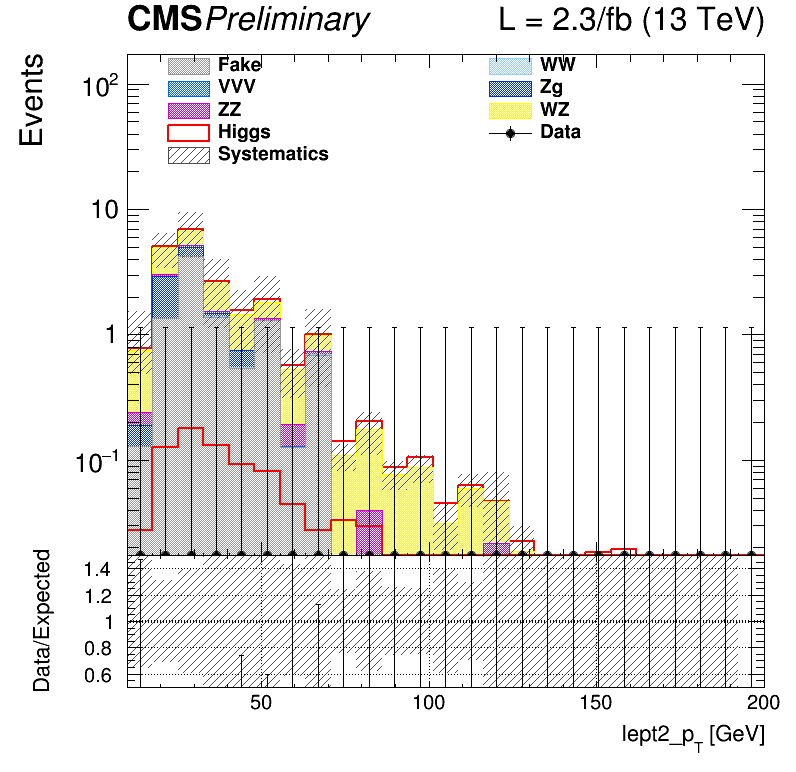 CMS Preliminary L = 2.3/fb (13 TeV)
Events
10²
10
1
10⁻¹
Fake WW
VVV Zg
ZZ WZ
Higgs Data
Systematics
Data/Expected
1.4
1.2
1
0.8
0.6
50 100 150 200
lept2_p_T [GeV]